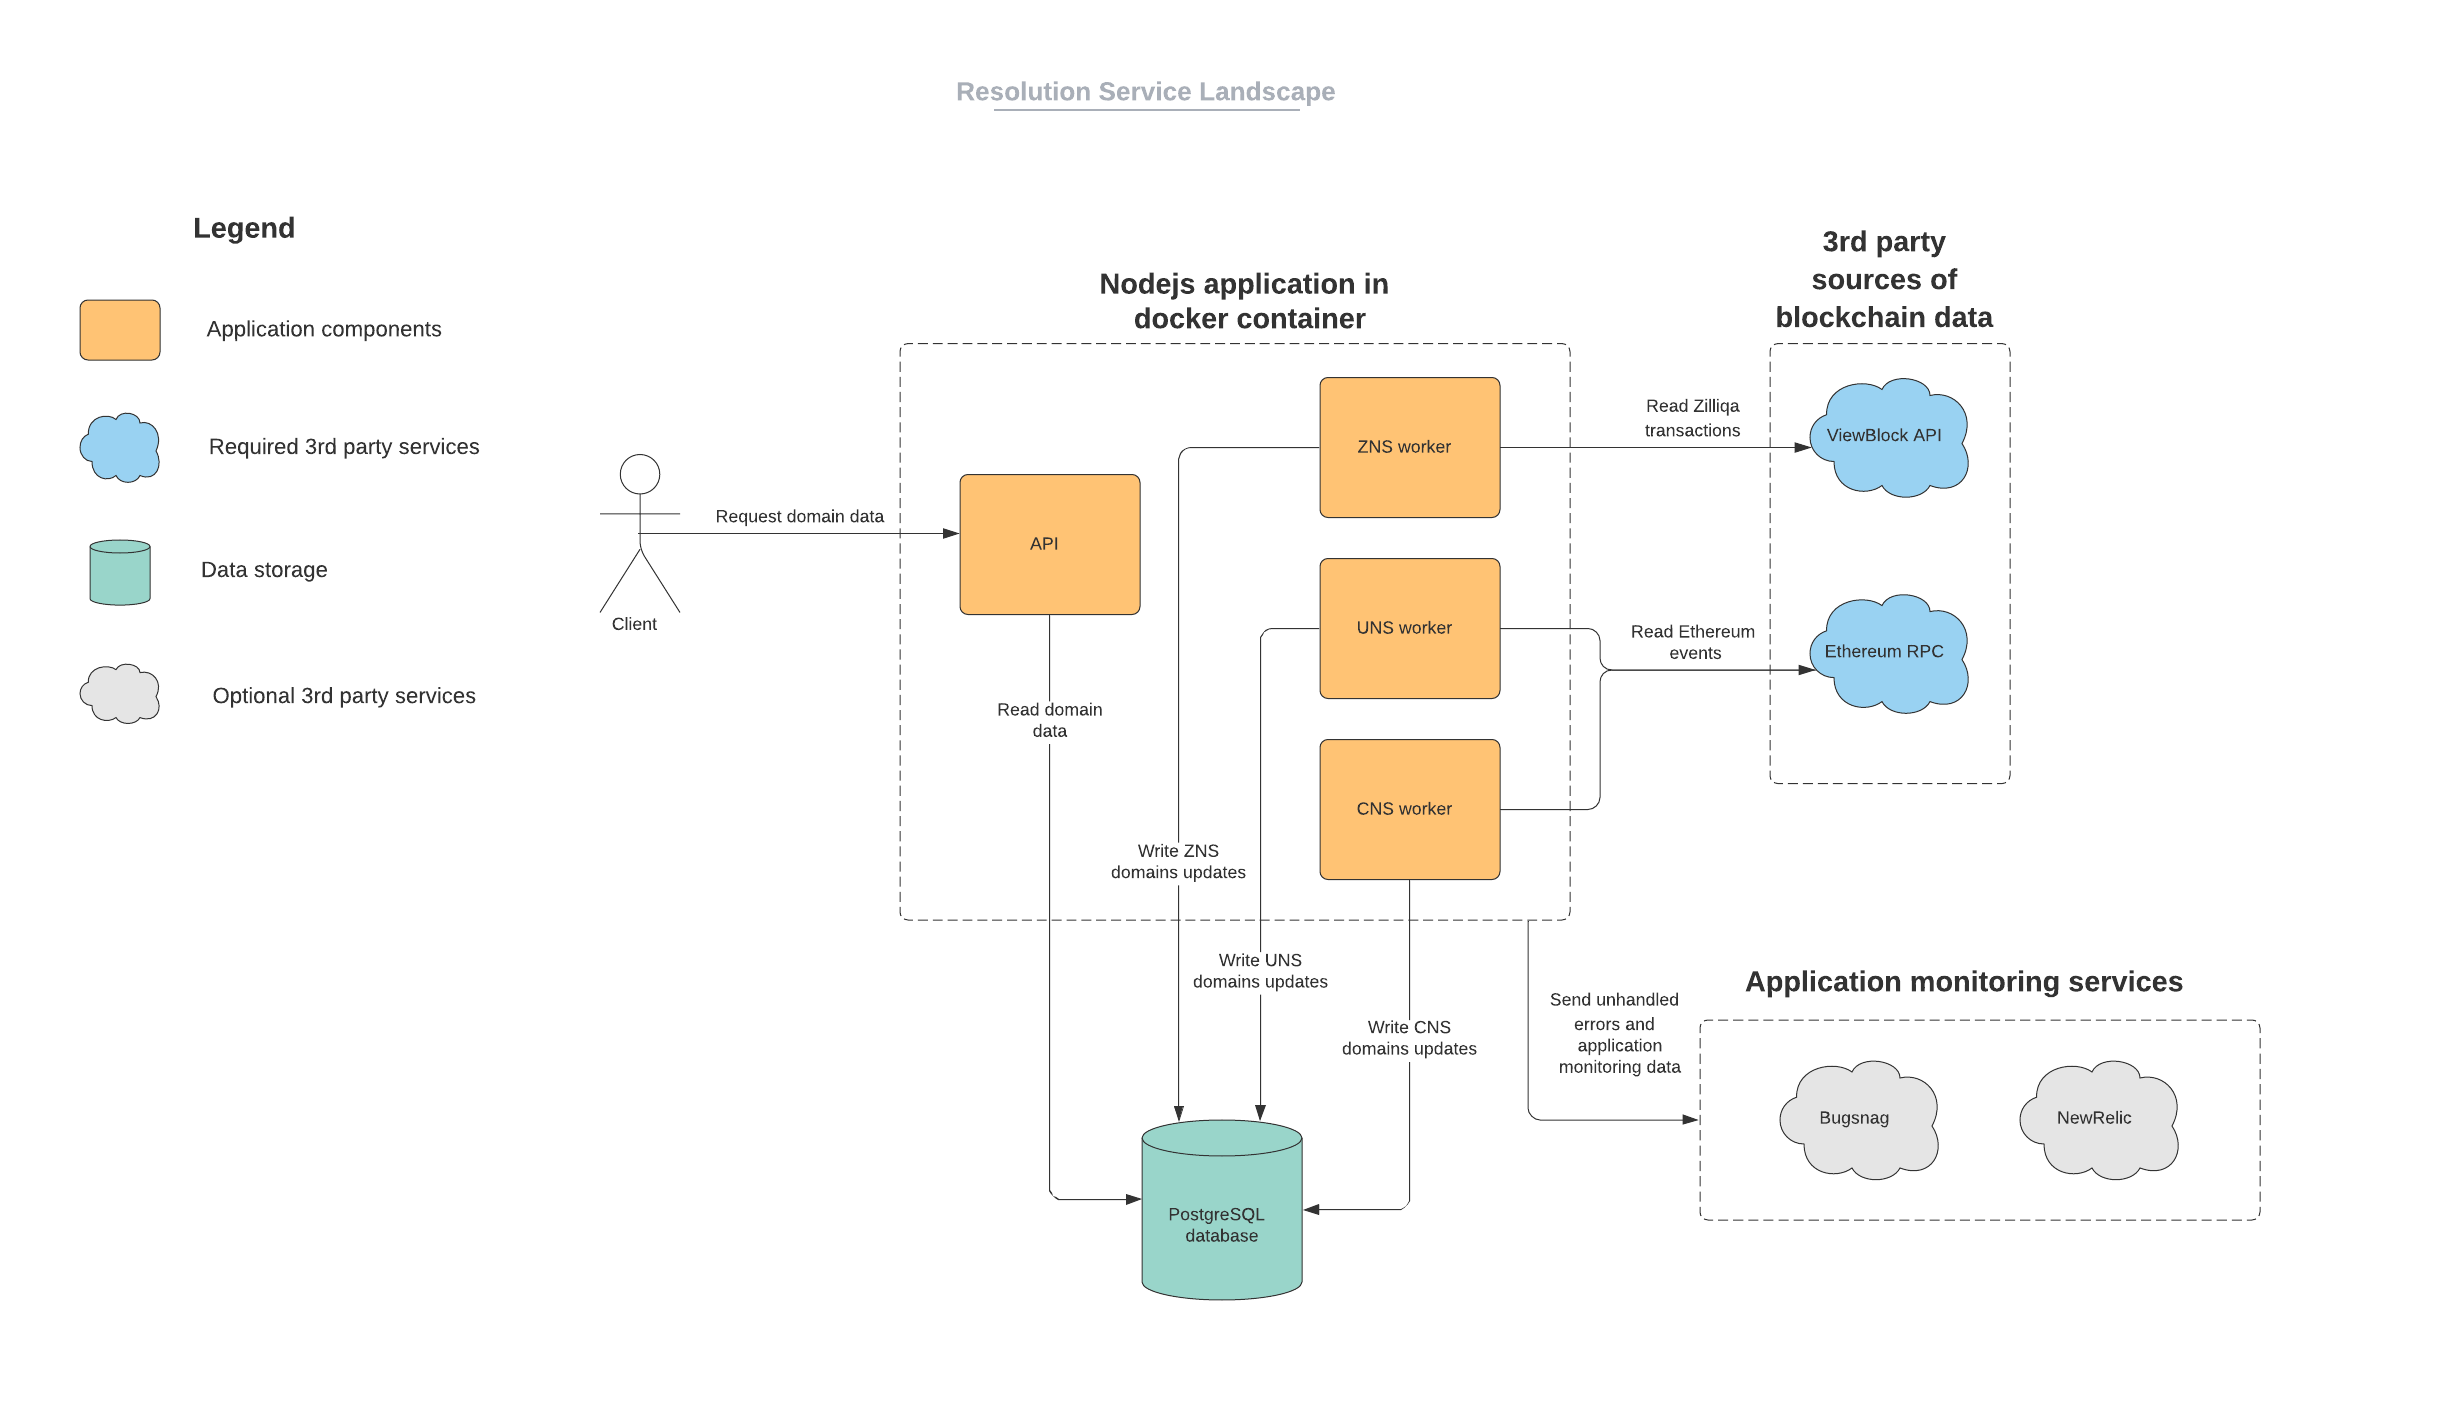 Resolution Service Landscape
Legend
Application components
Required 3rd party services
Data storage
Optional 3rd party services
Client
Request domain data
Nodejs application in
docker container
API
ZNS worker
UNS worker
CNS worker
Read domain
data
Write ZNS
domains updates
Write UNS
domains updates
Write CNS
domains updates
PostgreSQL
database
Read Zilliqa
transactions
Read Ethereum
events
3rd party
sources of
blockchain data
ViewBlock API
Ethereum RPC
Send unhandled
errors and
application
monitoring data
Application monitoring services
Bugsnag
NewRelic